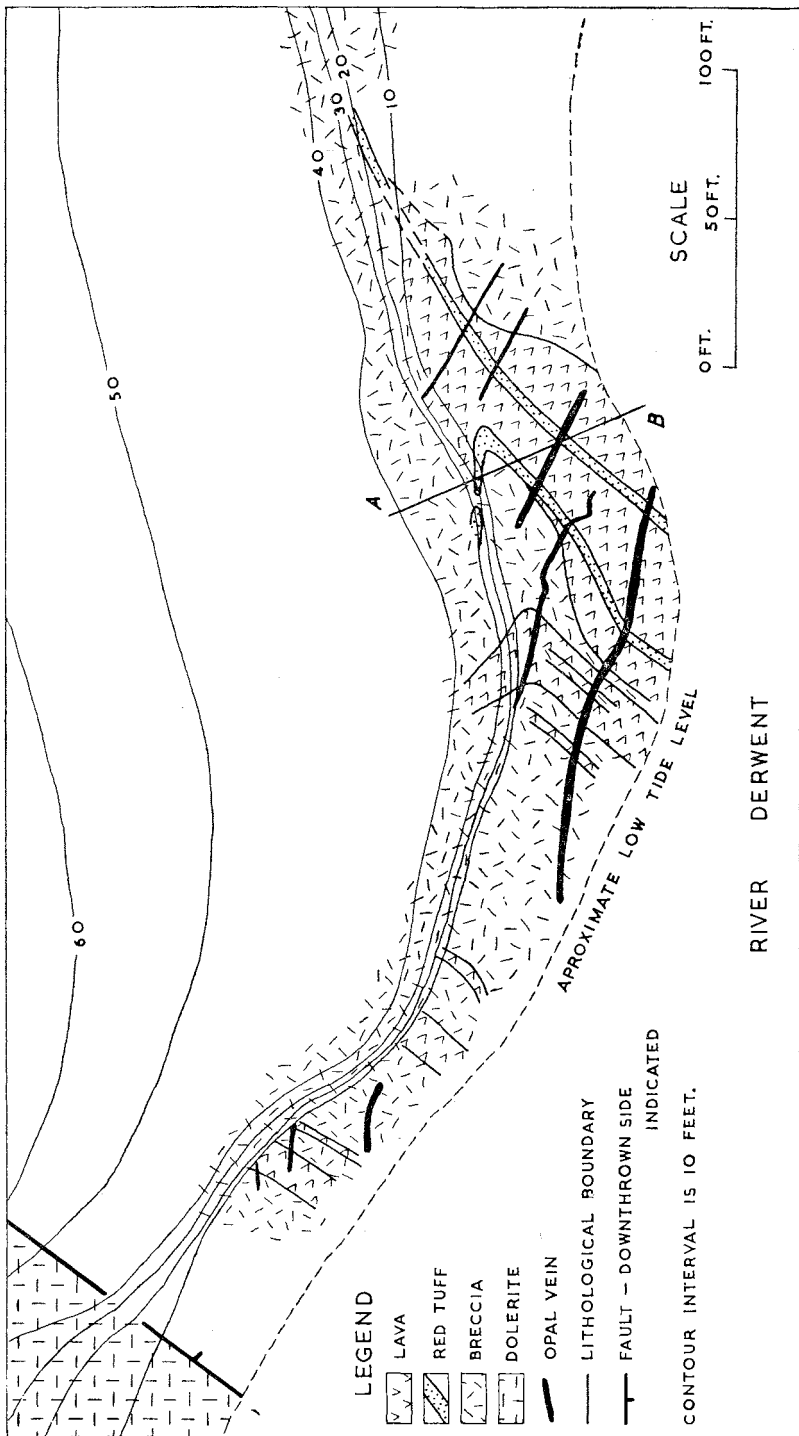 60
50
40
30
20
10
A
B
APROXIMATE LOW TIDE LEVEL
RIVER DERWENT
SCALE
0 FT. 50 FT. 100 FT.
LEGEND
LAVA
RED TUFF
BRECCIA
DOLERITE
OPAL VEIN
LITHOLOGICAL BOUNDARY
FAULT – DOWNTHROWN SIDE
INDICATED
CONTOUR INTERVAL IS 10 FEET.